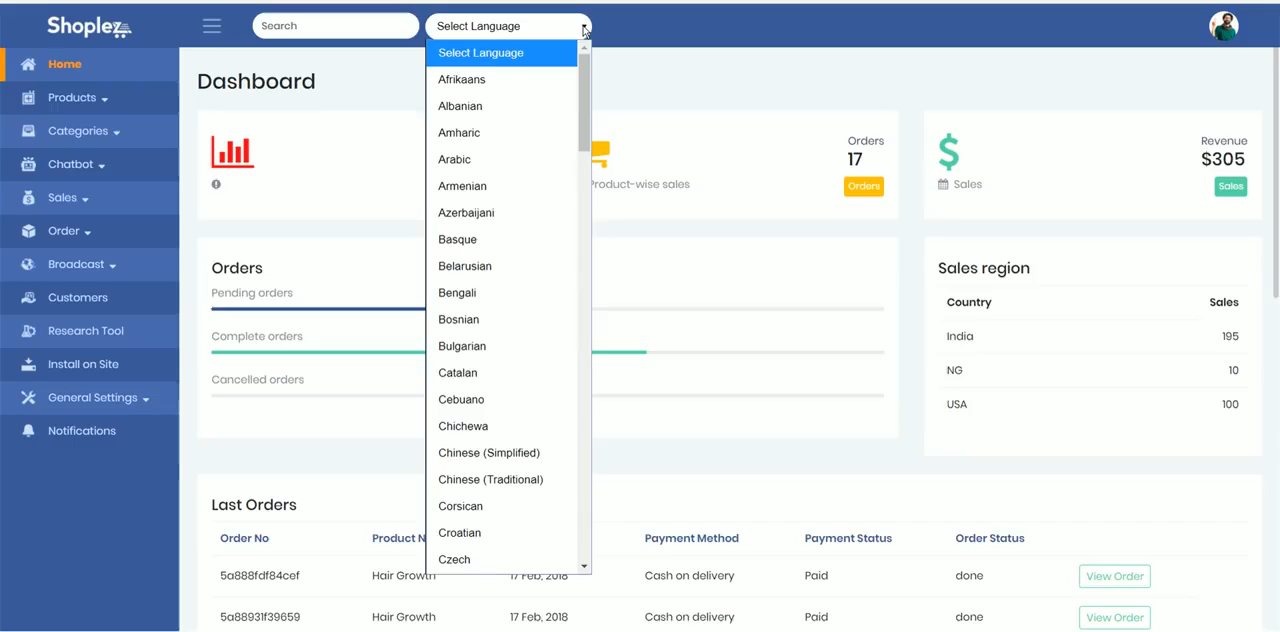 Shoplez
Search
Select Language
Home
Products
Categories
Chatbot
Sales
Order
Broadcast
Customers
Research Tool
Install on Site
General Settings
Notifications
Select Language
Afrikaans
Albanian
Amharic
Arabic
Armenian
Azerbaijani
Basque
Belarusian
Bengali
Bosnian
Bulgarian
Catalan
Cebuano
Chichewa
Chinese (Simplified)
Chinese (Traditional)
Corsican
Croatian
Czech
Dashboard
Orders
17
Product-wise sales
Orders
Revenue
$305
Sales
Sales
Orders
Pending orders
Complete orders
Cancelled orders
Sales region
Country Sales
India 195
NG 10
USA 100
Last Orders
Order No Product N Payment Method Payment Status Order Status
5a888fdf84cef Hair Growth 17 Feb, 2018 Cash on delivery Paid done View Order
5a88931f39659 Hair Growth 17 Feb, 2018 Cash on delivery Paid done View Order